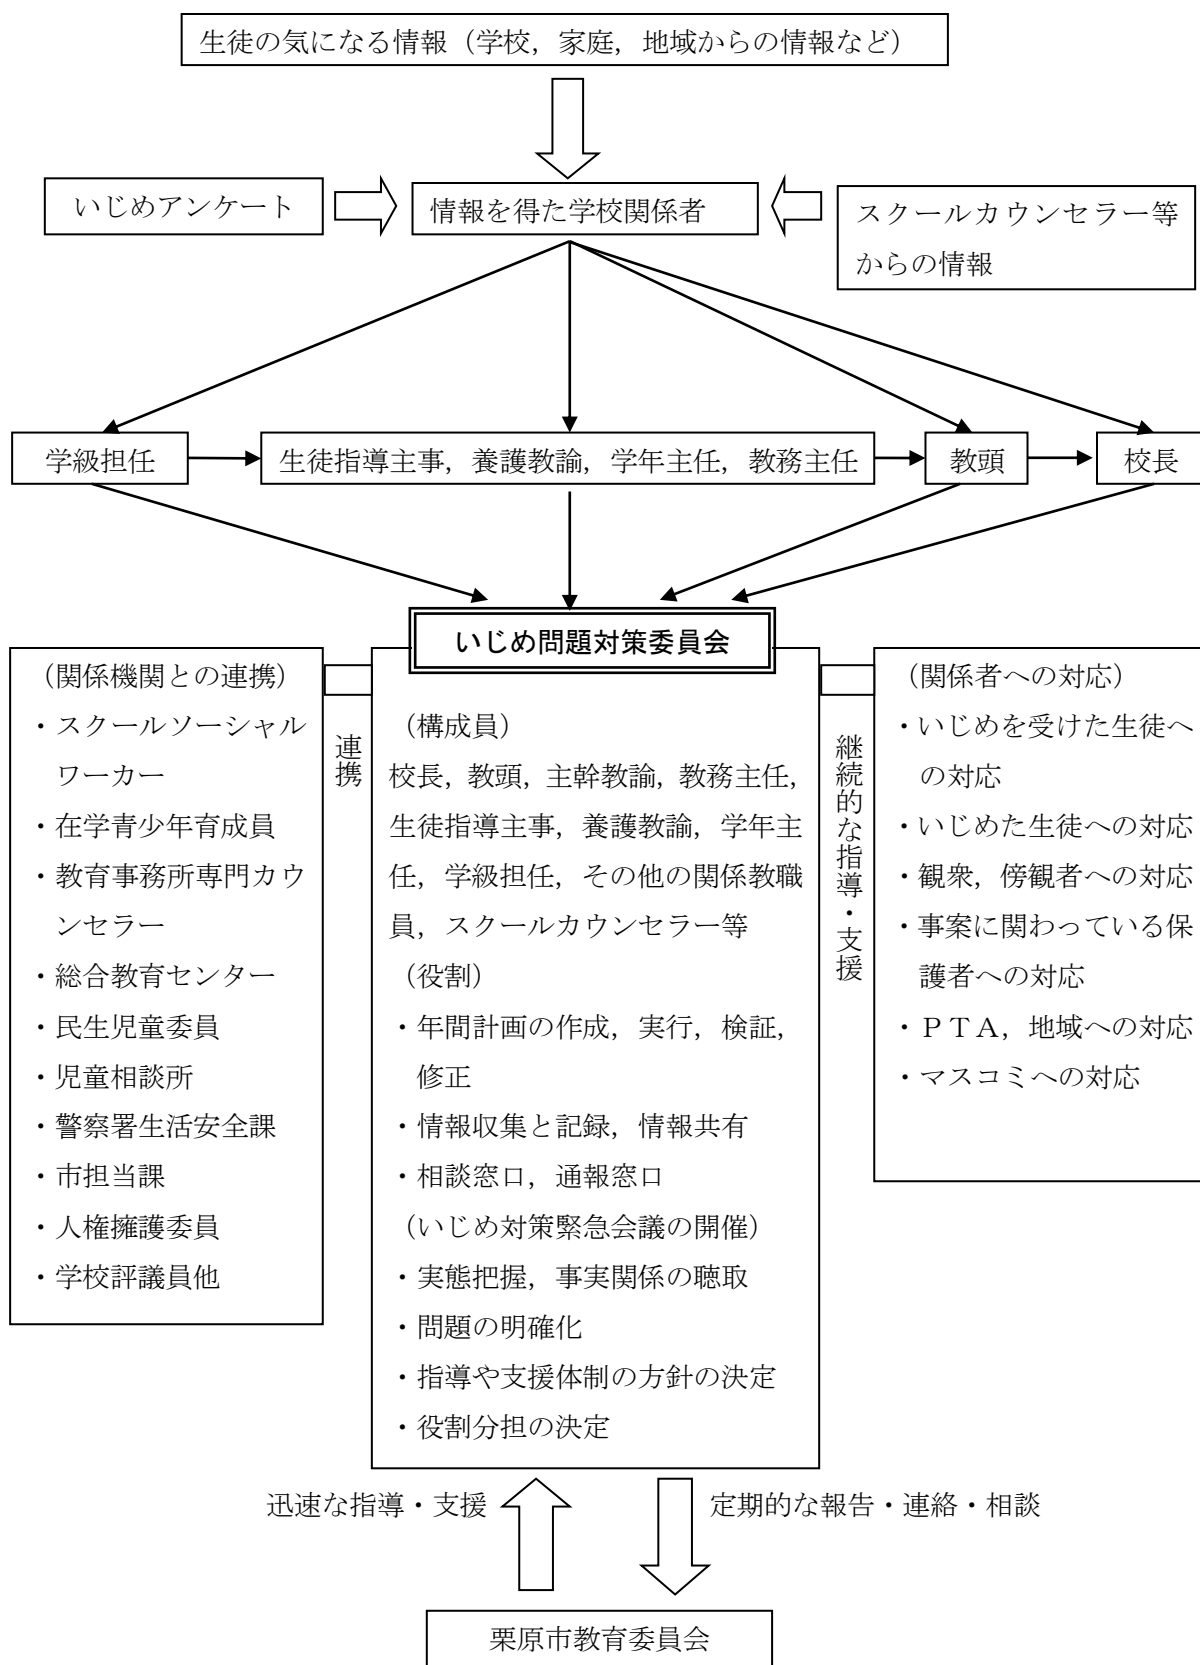 生徒の気になる情報（学校，家庭，地域からの情報など）
いじめアンケート
情報を得た学校関係者
スクールカウンセラー等
からの情報
学級担任
生徒指導主事，養護教諭，学年主任，教務主任
教頭
校長
いじめ問題対策委員会
（関係機関との連携）
・スクールソーシャル
ワーカー
・在学青少年育成員
・教育事務所専門カウ
ンセラー
・総合教育センター
・民生児童委員
・児童相談所
・警察署生活安全課
・市担当課
・人権擁護委員
・学校評議員他
連携
（構成員）
校長，教頭，主幹教諭，教務主任，
生徒指導主事，養護教諭，学年主
任，学級担任，その他の関係教職
員，スクールカウンセラー等
（役割）
・年間計画の作成，実行，検証，
修正
・情報収集と記録，情報共有
・相談窓口，通報窓口
（いじめ対策緊急会議の開催）
・実態把握，事実関係の聴取
・問題の明確化
・指導や支援体制の方針の決定
・役割分担の決定
継続的な指導・支援
（関係者への対応）
・いじめを受けた生徒へ
の対応
・いじめた生徒への対応
・観衆，傍観者への対応
・事案に関わっている保
護者への対応
・ＰＴＡ，地域への対応
・マスコミへの対応
迅速な指導・支援
定期的な報告・連絡・相談
栗原市教育委員会